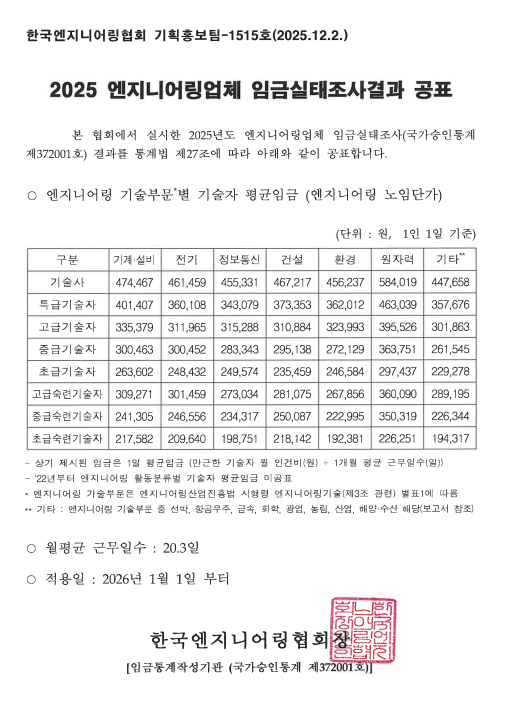 한국엔지니어링협회 기획홍보팀-1515호(2025.12.2.)
2025 엔지니어링업체 임금실태조사결과 공표
본 협회에서 실시한 2025년도 엔지니어링업체 임금실태조사(국가승인통계
제372001호) 결과를 통계법 제27조에 따라 아래와 같이 공표합니다.
○ 엔지니어링 기술부문*별 기술자 평균임금 (엔지니어링 노임단가)
(단위 : 원, 1인 1일 기준)
구분 기계·설비 전기 정보통신 건설 환경 원자력 기타**
기술사 474,467 461,459 455,331 467,217 456,237 584,019 447,658
특급기술자 401,407 360,108 343,079 373,353 362,012 463,039 357,676
고급기술자 335,379 311,965 315,288 310,884 323,993 395,526 301,863
중급기술자 300,463 300,452 283,343 295,138 272,129 363,751 261,545
초급기술자 263,602 248,432 249,574 235,459 246,584 297,437 229,278
고급숙련기술자 309,271 301,459 273,034 281,075 267,856 360,090 289,195
중급숙련기술자 241,305 246,556 234,317 250,087 222,995 350,319 226,344
초급숙련기술자 217,582 209,640 198,751 218,142 192,381 226,251 194,317
- 상기 제시된 임금은 1일 평균임금 (만근한 기술자 월 인건비(원) ÷ 1개월 평균 근무일수(일))
- '22년부터 엔지니어링 활동분류별 기술자 평균임금 미공표
* 엔지니어링 기술부문은 엔지니어링산업진흥법 시행령 엔지니어링기술(제3조 관련) 별표1에 따름
** 기타 : 엔지니어링 기술부문 중 선박, 항공우주, 금속, 화학, 광업, 농림, 산업, 해양·수산 해당(보고서 참조)
○ 월평균 근무일수 : 20.3일
○ 적용일 : 2026년 1월 1일 부터
한국엔지니어링협회장
[임금통계작성기관 (국가승인통계 제372001호)]